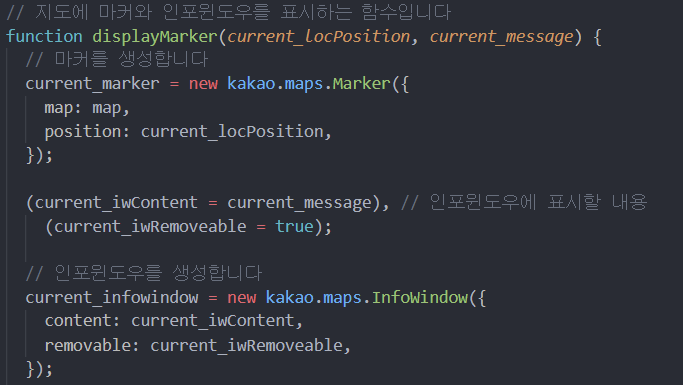 // 지도에 마커와 인포윈도우를 표시하는 함수입니다
function displayMarker(current_locPosition, current_message) {
// 마커를 생성합니다
current_marker = new kakao.maps.Marker({
map: map,
position: current_locPosition,
});
(current_iwContent = current_message), // 인포윈도우에 표시할 내용
(current_iwRemoveable = true);
// 인포윈도우를 생성합니다
current_infowindow = new kakao.maps.InfoWindow({
content: current_iwContent,
removable: current_iwRemoveable,
});